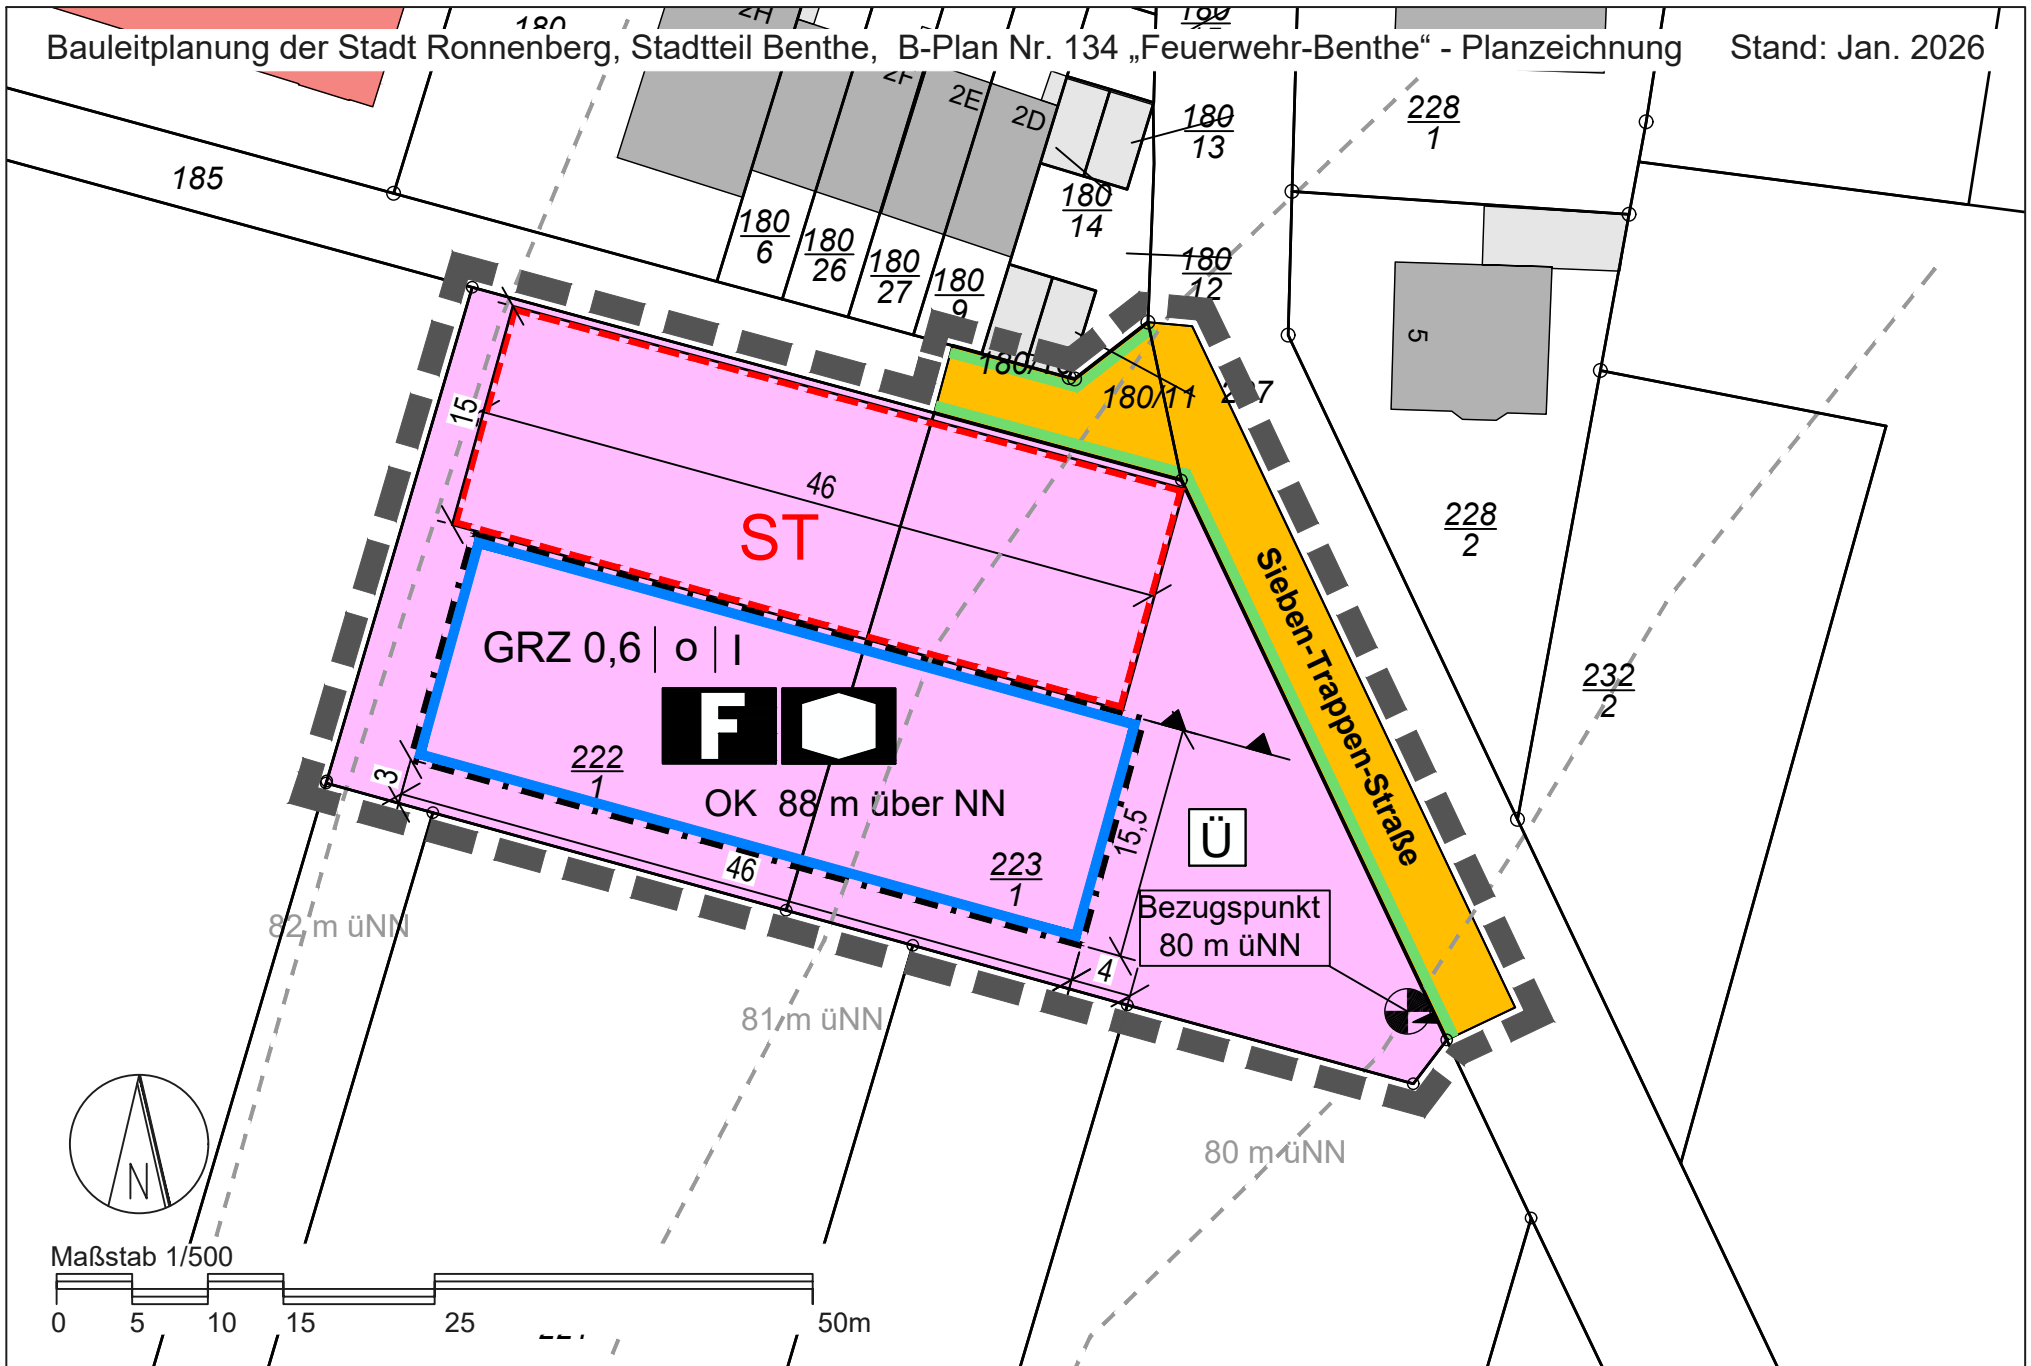 2H
180
180
Bauleitplanung der Stadt Ronnenberg, Stadtteil Benthe, B-Plan Nr. 134 „Feuerwehr-Benthe“ - Planzeichnung Stand: Jan. 2026
2F
2E
2D
180
13
228
1
185
180
14
180
6
180
26
180
27
180
9
180
12
5
180/11
15
46
ST
228
2
Sieben-Trappen-Straße
GRZ 0,6 | o | I
F
232
2
222
1
3
OK 88 m über NN
15,5
Ü
46
223
1
Bezugspunkt
80 m üNN
4
82 m üNN
81 m üNN
80 m üNN
N
Maßstab 1/500
0 5 10 15 25 50m